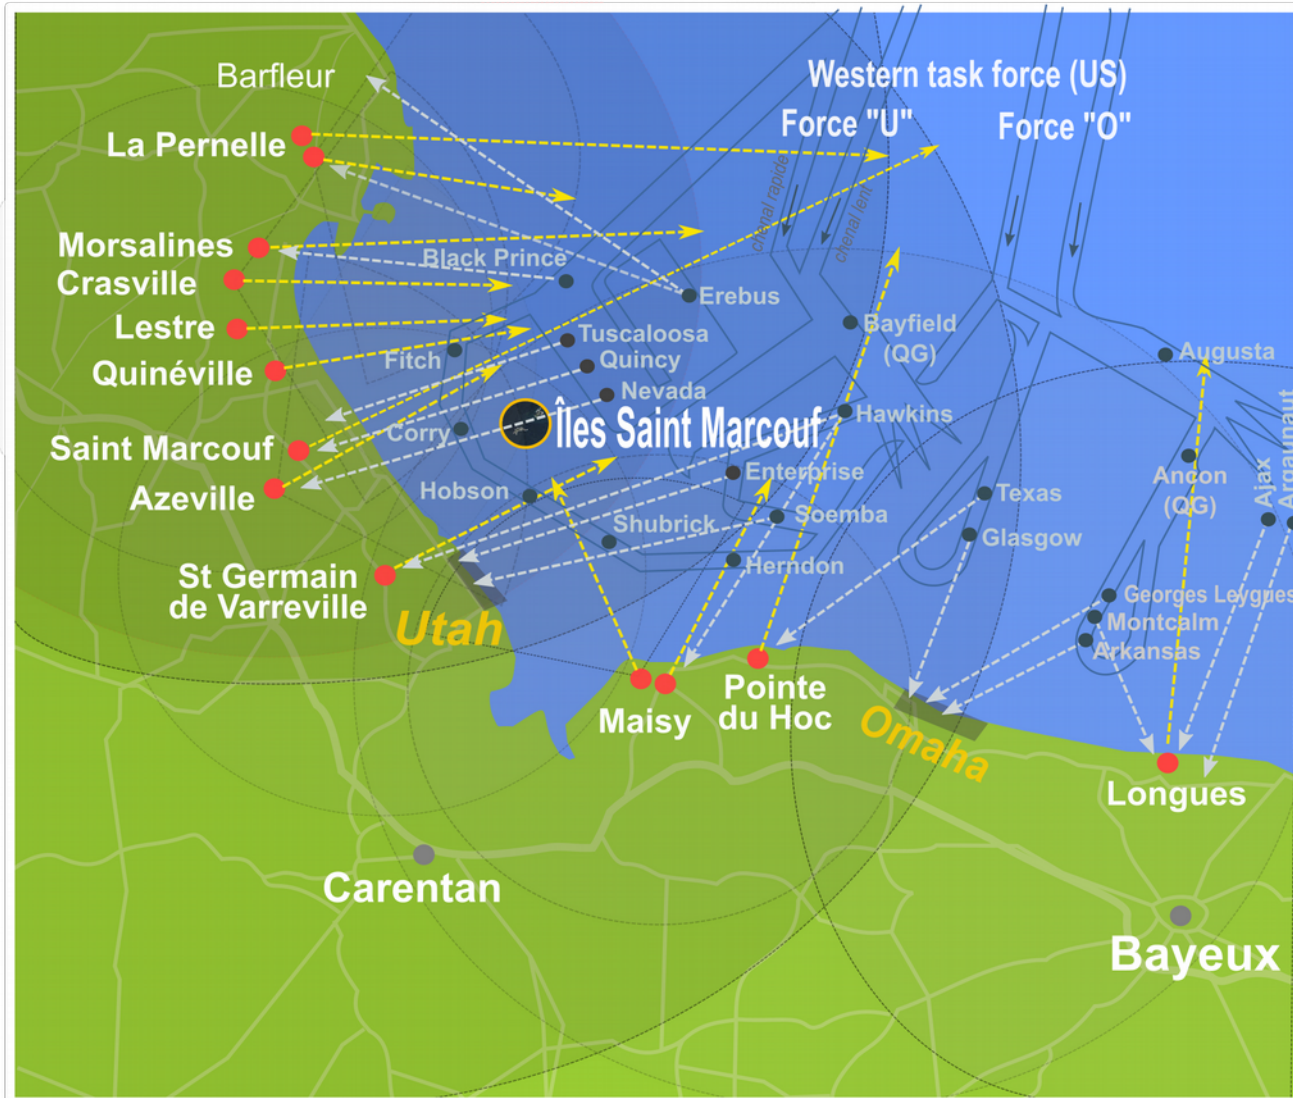 Barfleur
Western task force (US)
Force "U"
Force "O"
La Pernelle
chenal rapide
chenal lent
Morsalines
Black Prince
Crasville
Erebus
Lestre
Tuscaloosa
Bayfield
(QG)
Fitch
Quincy
Augusta
Quinéville
Nevada
Îles Saint Marcouf
Hawkins
Corry
Saint Marcouf
Enterprise
Ancon
(QG)
Ajax
Argaunaut
Azeville
Hobson
Texas
Soemba
Shubrick
Glasgow
Herndon
St Germain
de Varreville
Georges Leygues
Utah
Montcalm
Arkansas
Pointe
du Hoc
Maisy
Omaha
Longues
Carentan
Bayeux